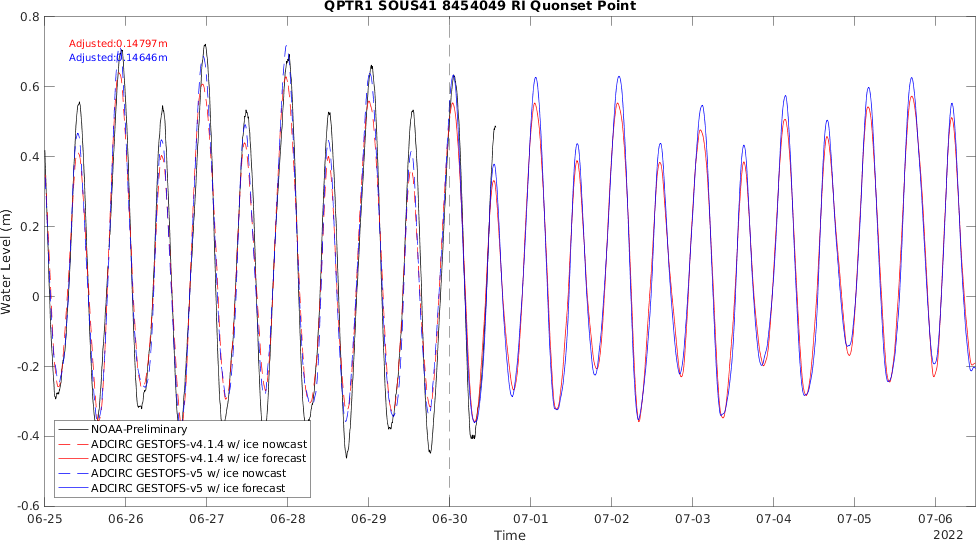 QPTR1 SOUS41 8454049 RI Quonset Point
0.8
Adjusted:0.14797m
Adjusted:0.14646m
0.6
0.4
0.2
0
-0.2
-0.4
-0.6
Water Level (m)
NOAA-Preliminary
ADCIRC GESTOFS-v4.1.4 w/ ice nowcast
ADCIRC GESTOFS-v4.1.4 w/ ice forecast
ADCIRC GESTOFS-v5 w/ ice nowcast
ADCIRC GESTOFS-v5 w/ ice forecast
06-25 06-26 06-27 06-28 06-29 06-30 07-01 07-02 07-03 07-04 07-05 07-06
Time
2022